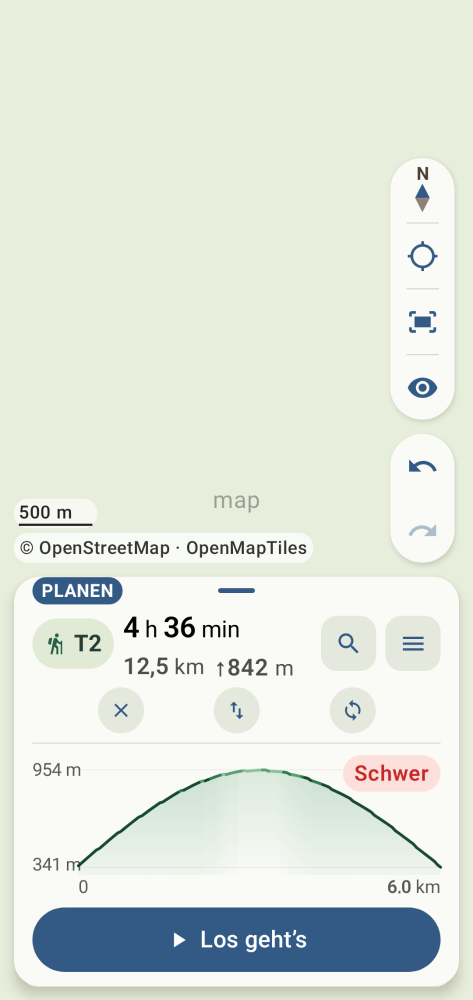 N
map
500 m
© OpenStreetMap · OpenMapTiles
PLANEN
T2
4 h 36 min
12,5 km ↑842 m
954 m
Schwer
341 m
0
6.0 km
Los geht's